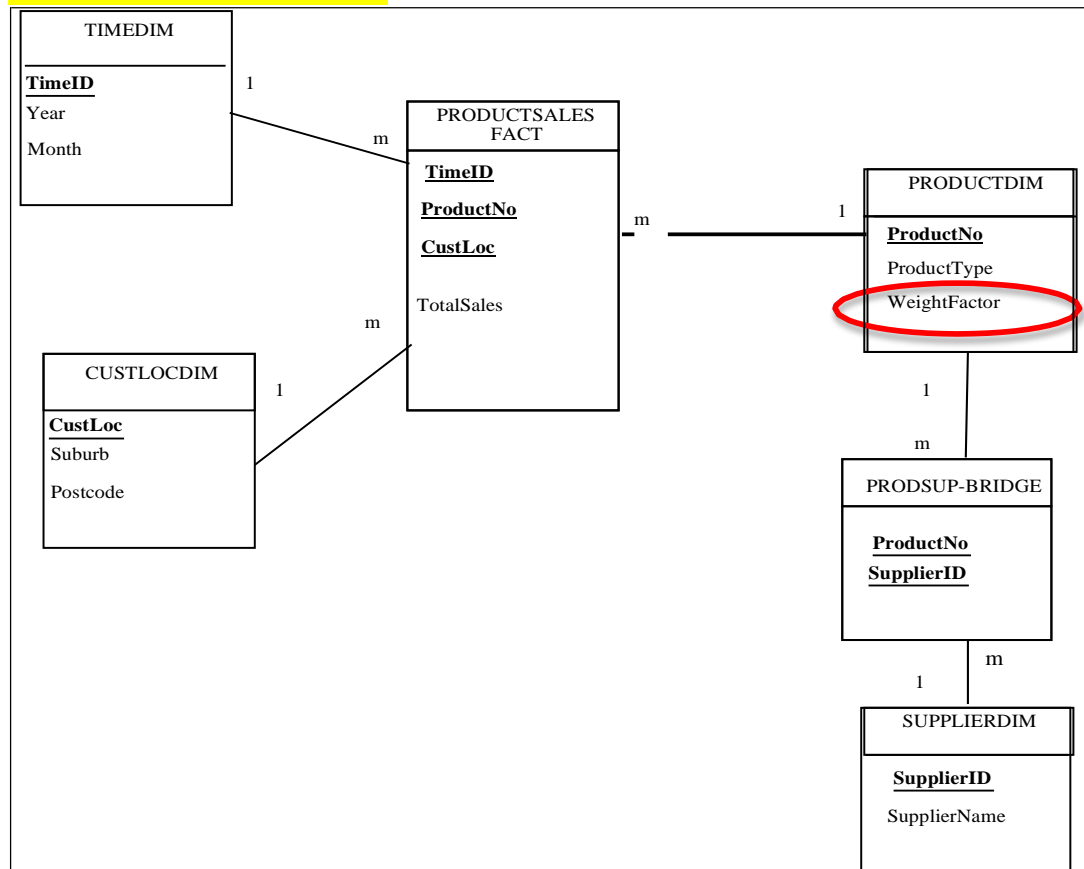 TIMEDIM
TimeID
Year
Month
1
m
PRODUCTSALES
FACT
TimeID
ProductNo
CustLoc
TotalSales
m
1
PRODUCTDIM
ProductNo
ProductType
WeightFactor
m
1
CUSTLOCDIM
CustLoc
Suburb
Postcode
1
m
PRODSUP-BRIDGE
ProductNo
SupplierID
m
1
SUPPLIERDIM
SupplierID
SupplierName